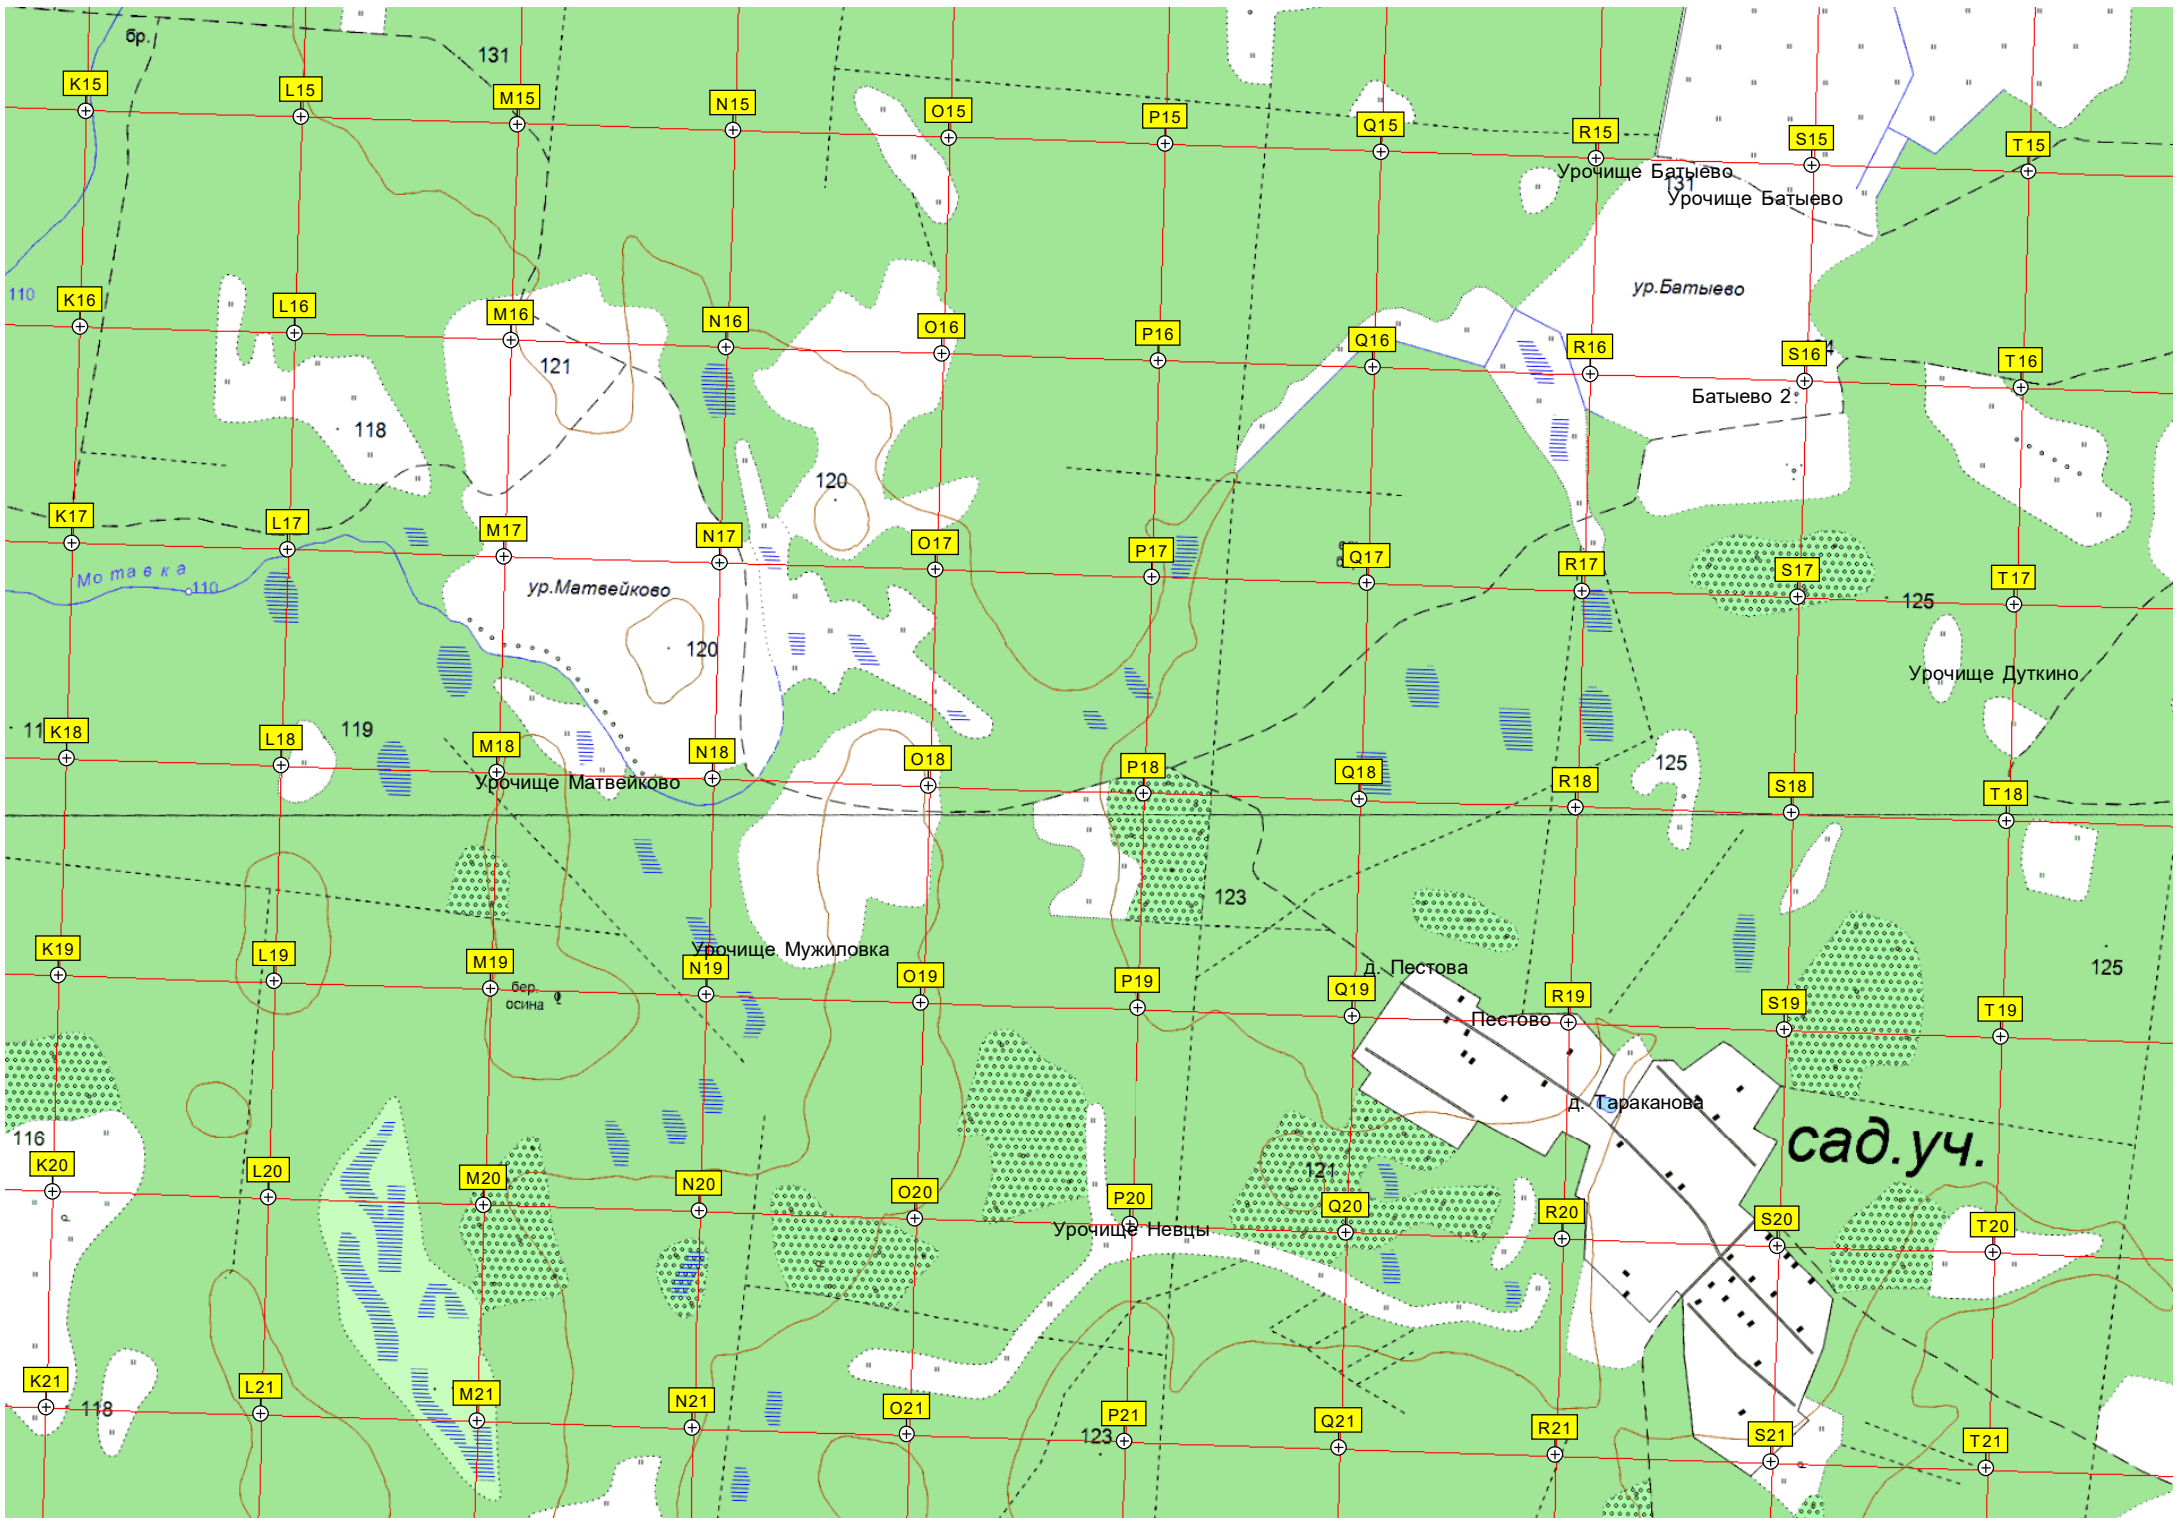 бр.
131
K15
L15
M15
N15
O15
P15
Q15
R15
S15
T15
Урочище Батыево
131
Урочище Батыево
110
ур.Батыево
K16
L16
M16
N16
O16
P16
Q16
R16
S16
T16
121
Батыево 2
118
120
K17
L17
M17
N17
O17
P17
Q17
R17
S17
T17
Мотавка
110
ур.Матвейково
125
120
Урочище Дуткино
119
K18
L18
M18
N18
O18
P18
Q18
R18
S18
T18
125
Урочище Матвейково
123
Урочище Мужиловка
д. Пестова
125
K19
L19
M19
N19
O19
P19
Q19
R19
S19
T19
бер.
осина
Пестово
д. Тараканова
116
сад.уч.
121
K20
L20
M20
N20
O20
P20
Q20
R20
S20
T20
Урочище Невцы
K21
L21
M21
N21
O21
P21
Q21
R21
S21
T21
118
123